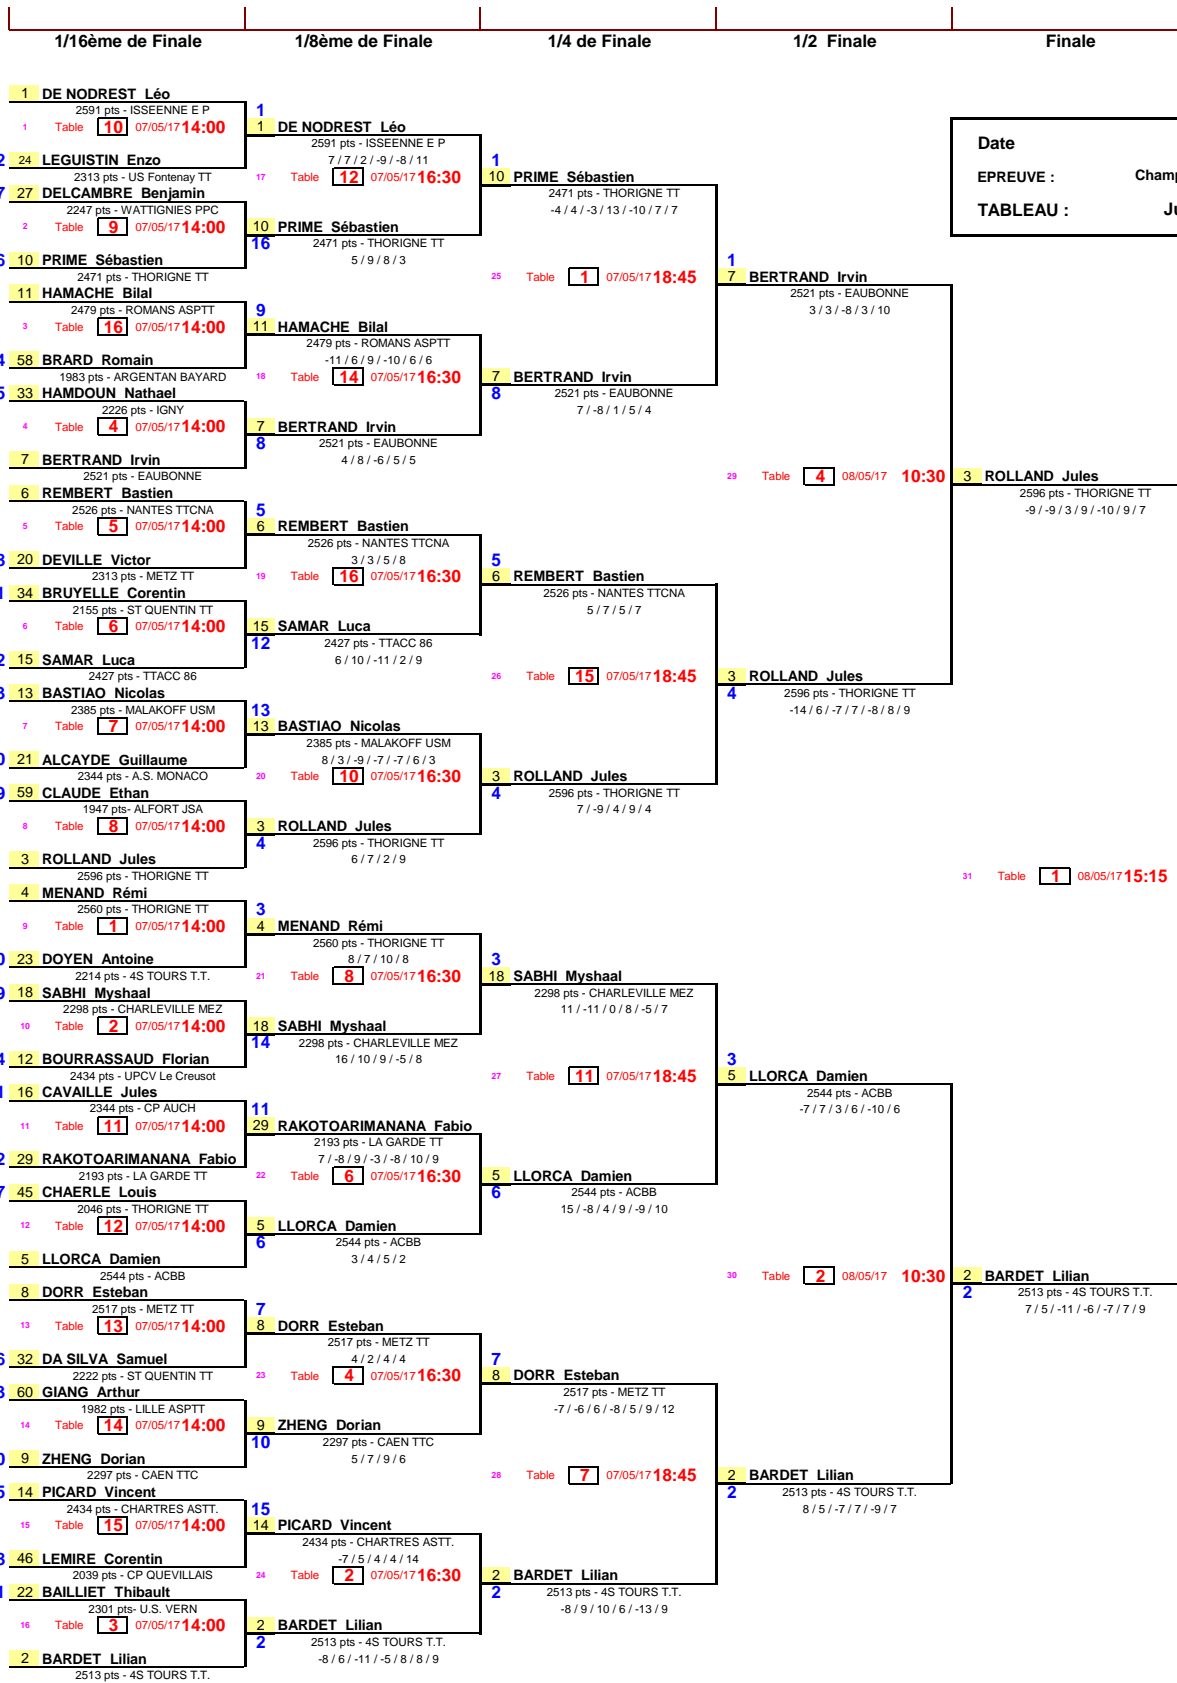 1/16ème de Finale 1/8ème de Finale 1/4 de Finale 1/2 Finale Finale
Date
EPREUVE : Champ
TABLEAU : Ju
1 DE NODREST Léo
2591 pts - ISSEENNE E P
1 Table 10 07/05/17 14:00
2 24 LEGUISTIN Enzo
2313 pts - US Fontenay TT
7 27 DELCAMBRE Benjamin
2247 pts - WATTIGNIES PPC
2 Table 9 07/05/17 14:00
6 10 PRIME Sébastien
2471 pts - THORIGNE TT
11 HAMACHE Bilal
2479 pts - ROMANS ASPTT
3 Table 16 07/05/17 14:00
4 58 BRARD Romain
1983 pts - ARGENTAN BAYARD
5 33 HAMDOUN Nathael
2226 pts - IGNY
4 Table 4 07/05/17 14:00
7 BERTRAND Irvin
2521 pts - EAUBONNE
6 REMBERT Bastien
2526 pts - NANTES TTCNA
5 Table 5 07/05/17 14:00
3 20 DEVILLE Victor
2313 pts - METZ TT
1 34 BRUYELLE Corentin
2155 pts - ST QUENTIN TT
6 Table 6 07/05/17 14:00
2 15 SAMAR Luca
2427 pts - TTACC 86
3 13 BASTIAO Nicolas
2385 pts - MALAKOFF USM
7 Table 7 07/05/17 14:00
0 21 ALCAYDE Guillaume
2344 pts - A.S. MONACO
9 59 CLAUDE Ethan
1947 pts- ALFORT JSA
8 Table 8 07/05/17 14:00
3 ROLLAND Jules
2596 pts - THORIGNE TT
4 MENAND Rémi
2560 pts - THORIGNE TT
9 Table 1 07/05/17 14:00
0 23 DOYEN Antoine
2214 pts - 4S TOURS T.T.
9 18 SABHI Myshaal
2298 pts - CHARLEVILLE MEZ
10 Table 2 07/05/17 14:00
4 12 BOURRASSAUD Florian
2434 pts - UPCV Le Creusot
1 16 CAVAILLE Jules
2344 pts - CP AUCH
11 Table 11 07/05/17 14:00
2 29 RAKOTOARIMANANA Fabio
2193 pts - LA GARDE TT
7 45 CHAERLE Louis
2046 pts - THORIGNE TT
12 Table 12 07/05/17 14:00
5 LLORCA Damien
2544 pts - ACBB
8 DORR Esteban
2517 pts - METZ TT
13 Table 13 07/05/17 14:00
6 32 DA SILVA Samuel
2222 pts - ST QUENTIN TT
3 60 GIANG Arthur
1982 pts - LILLE ASPTT
14 Table 14 07/05/17 14:00
0 9 ZHENG Dorian
2297 pts - CAEN TTC
5 14 PICARD Vincent
2434 pts - CHARTRES ASTT.
15 Table 15 07/05/17 14:00
3 46 LEMIRE Corentin
2039 pts - CP QUEVILLAIS
1 22 BAILLIET Thibault
2301 pts- U.S. VERN
16 Table 3 07/05/17 14:00
2 BARDET Lilian
2513 pts - 4S TOURS T.T.
1
1 DE NODREST Léo
2591 pts - ISSEENNE E P
7 / 7 / 2 / -9 / -8 / 11
17 Table 12 07/05/17 16:30
10 PRIME Sébastien
16 2471 pts - THORIGNE TT
5 / 9 / 8 / 3
9
11 HAMACHE Bilal
2479 pts - ROMANS ASPTT
-11 / 6 / 9 / -10 / 6 / 6
18 Table 14 07/05/17 16:30
7 BERTRAND Irvin
8 2521 pts - EAUBONNE
4 / 8 / -6 / 5 / 5
5
6 REMBERT Bastien
2526 pts - NANTES TTCNA
3 / 3 / 5 / 8
19 Table 16 07/05/17 16:30
15 SAMAR Luca
12 2427 pts - TTACC 86
6 / 10 / -11 / 2 / 9
13
13 BASTIAO Nicolas
2385 pts - MALAKOFF USM
8 / 3 / -9 / -7 / -7 / 6 / 3
20 Table 10 07/05/17 16:30
3 ROLLAND Jules
4 2596 pts - THORIGNE TT
6 / 7 / 2 / 9
3
4 MENAND Rémi
2560 pts - THORIGNE TT
8 / 7 / 10 / 8
21 Table 8 07/05/17 16:30
18 SABHI Myshaal
14 2298 pts - CHARLEVILLE MEZ
16 / 10 / 9 / -5 / 8
11
29 RAKOTOARIMANANA Fabio
2193 pts - LA GARDE TT
7 / -8 / 9 / -3 / -8 / 10 / 9
22 Table 6 07/05/17 16:30
5 LLORCA Damien
6 2544 pts - ACBB
3 / 4 / 5 / 2
7
8 DORR Esteban
2517 pts - METZ TT
4 / 2 / 4 / 4
23 Table 4 07/05/17 16:30
9 ZHENG Dorian
10 2297 pts - CAEN TTC
5 / 7 / 9 / 6
15
14 PICARD Vincent
2434 pts - CHARTRES ASTT.
-7 / 5 / 4 / 4 / 14
24 Table 2 07/05/17 16:30
2 BARDET Lilian
2 2513 pts - 4S TOURS T.T.
-8 / 6 / -11 / -5 / 8 / 8 / 9
1
10 PRIME Sébastien
2471 pts - THORIGNE TT
-4 / 4 / -3 / 13 / -10 / 7 / 7
25 Table 1 07/05/17 18:45
7 BERTRAND Irvin
8 2521 pts - EAUBONNE
7 / -8 / 1 / 5 / 4
5
6 REMBERT Bastien
2526 pts - NANTES TTCNA
5 / 7 / 5 / 7
26 Table 15 07/05/17 18:45
3 ROLLAND Jules
4 2596 pts - THORIGNE TT
7 / -9 / 4 / 9 / 4
3
18 SABHI Myshaal
2298 pts - CHARLEVILLE MEZ
11 / -11 / 0 / 8 / -5 / 7
27 Table 11 07/05/17 18:45
5 LLORCA Damien
6 2544 pts - ACBB
15 / -8 / 4 / 9 / -9 / 10
7
8 DORR Esteban
2517 pts - METZ TT
-7 / -6 / 6 / -8 / 5 / 9 / 12
28 Table 7 07/05/17 18:45
2 BARDET Lilian
2 2513 pts - 4S TOURS T.T.
-8 / 9 / 10 / 6 / -13 / 9
1
7 BERTRAND Irvin
2521 pts - EAUBONNE
3 / 3 / -8 / 3 / 10
29 Table 4 08/05/17 10:30
3 ROLLAND Jules
4 2596 pts - THORIGNE TT
-14 / 6 / -7 / 7 / -8 / 8 / 9
3
5 LLORCA Damien
2544 pts - ACBB
-7 / 7 / 3 / 6 / -10 / 6
30 Table 2 08/05/17 10:30
2 BARDET Lilian
2 2513 pts - 4S TOURS T.T.
8 / 5 / -7 / 7 / -9 / 7
3 ROLLAND Jules
2596 pts - THORIGNE TT
-9 / -9 / 3 / 9 / -10 / 9 / 7
31 Table 1 08/05/17 15:15
2 BARDET Lilian
2 2513 pts - 4S TOURS T.T.
7 / 5 / -11 / -6 / -7 / 7 / 9